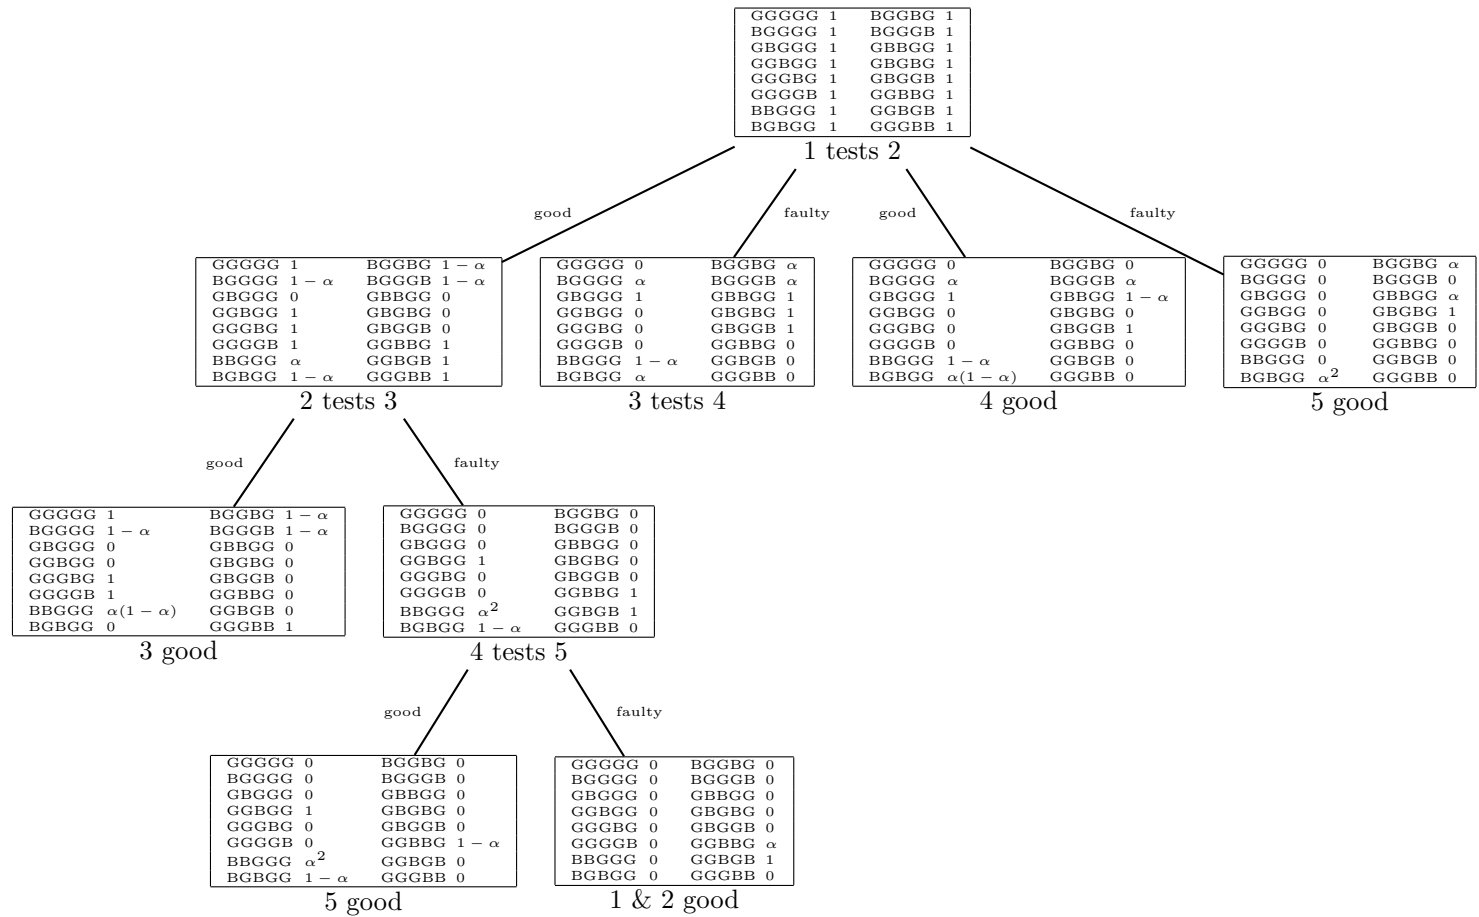 GGGGG 1 BGGBG 1
BGGGG 1 BGGGB 1
GBGGG 1 GBBGG 1
GGBGG 1 GBGBG 1
GGGBG 1 GBGGB 1
GGGGB 1 GGBBG 1
BBGGG 1 GGBGB 1
BGBGG 1 GGGBB 1
1 tests 2
good
faulty
good
faulty
GGGGG 1 BGGBG 1 − α
BGGGG 1 − α BGGGB 1 − α
GBGGG 0 GBBGG 0
GGBGG 1 GBGBG 0
GGGBG 1 GBGGB 0
GGGGB 1 GGBBG 1
BBGGG α GGBGB 1
BGBGG 1 − α GGGBB 1
2 tests 3
GGGGG 0 BGGBG α
BGGGG α BGGGB α
GBGGG 1 GBBGG 1
GGBGG 0 GBGBG 1
GGGBG 0 GBGGB 1
GGGGB 0 GGBBG 0
BBGGG 1 − α GGBGB 0
BGBGG α GGGBB 0
3 tests 4
GGGGG 0 BGGBG 0
BGGGG α BGGGB α
GBGGG 1 GBBGG 1 − α
GGBGG 0 GBGBG 0
GGGBG 0 GBGGB 1
GGGGB 0 GGBBG 0
BBGGG 1 − α GGBGB 0
BGBGG α(1 − α) GGGBB 0
4 good
GGGGG 0 BGGBG α
BGGGG 0 BGGGB 0
GBGGG 0 GBBGG α
GGBGG 0 GBGBG 1
GGGBG 0 GBGGB 0
GGGGB 0 GGBBG 0
BBGGG 0 GGBGB 0
BGBGG α² GGGBB 0
5 good
good
faulty
GGGGG 1 BGGBG 1 − α
BGGGG 1 − α BGGGB 1 − α
GBGGG 0 GBBGG 0
GGBGG 0 GBGBG 0
GGGBG 1 GBGGB 0
GGGGB 1 GGBBG 0
BBGGG α(1 − α) GGBGB 0
BGBGG 0 GGGBB 1
3 good
GGGGG 0 BGGBG 0
BGGGG 0 BGGGB 0
GBGGG 0 GBBGG 0
GGBGG 1 GBGBG 0
GGGBG 0 GBGGB 0
GGGGB 0 GGBBG 1
BBGGG α² GGBGB 1
BGBGG 1 − α GGGBB 0
4 tests 5
good
faulty
GGGGG 0 BGGBG 0
BGGGG 0 BGGGB 0
GBGGG 0 GBBGG 0
GGBGG 1 GBGBG 0
GGGBG 0 GBGGB 0
GGGGB 0 GGBBG 1 − α
BBGGG α² GGBGB 0
BGBGG 1 − α GGGBB 0
5 good
GGGGG 0 BGGBG 0
BGGGG 0 BGGGB 0
GBGGG 0 GBBGG 0
GGBGG 0 GBGBG 0
GGGBG 0 GBGGB 0
GGGGB 0 GGBBG α
BBGGG 0 GGBGB 1
BGBGG 0 GGGBB 0
1 & 2 good